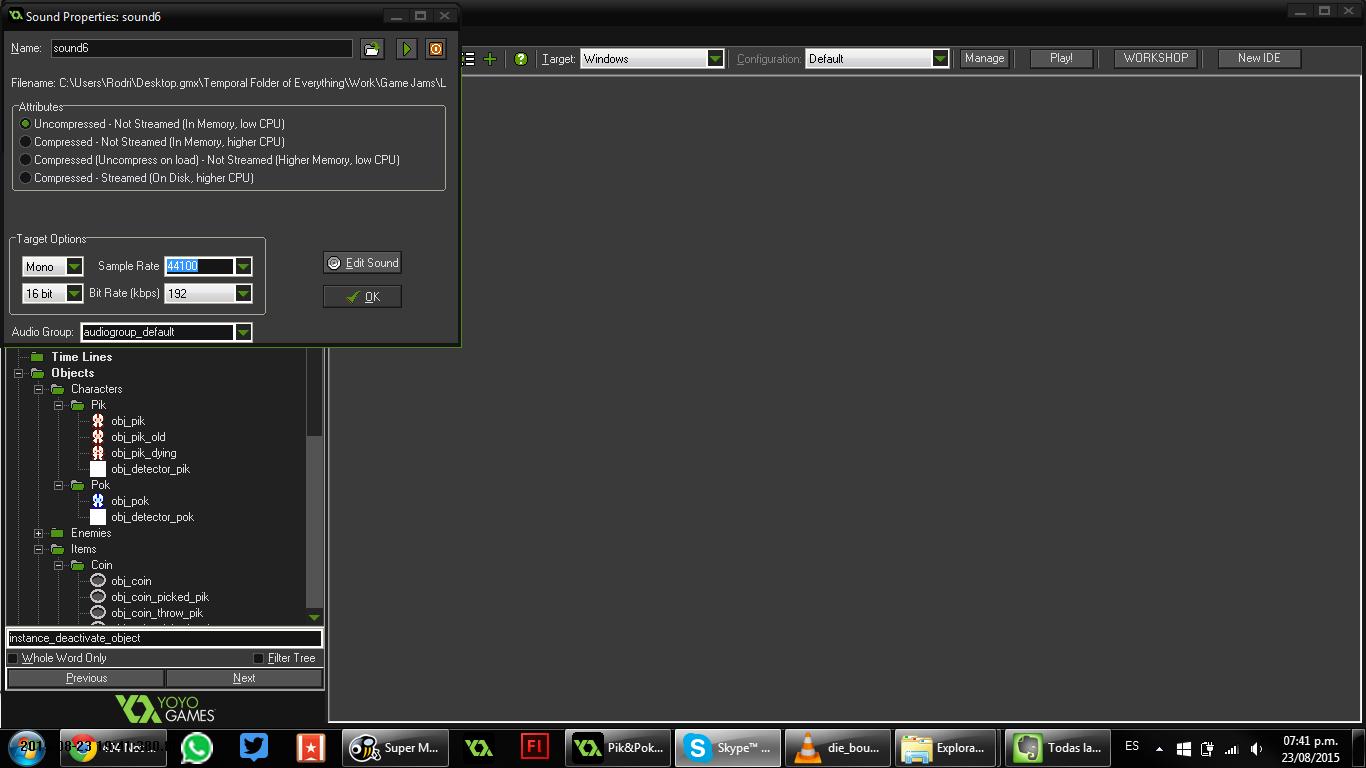 Sound Properties: sound6
Name: sound6
Filename: C:\Users\Rodri\Desktop.gmx\Temporal Folder of Everything\Work\Game Jams\L
Attributes
Uncompressed - Not Streamed (In Memory, low CPU)
Compressed - Not Streamed (In Memory, higher CPU)
Compressed (Uncompress on load) - Not Streamed (Higher Memory, low CPU)
Compressed - Streamed (On Disk, higher CPU)
Target Options
Mono Sample Rate 44100
16 bit Bit Rate (kbps) 192
Edit Sound
OK
Audio Group: audiogroup_default
Target: Windows Configuration: Default Manage Play! WORKSHOP New IDE
Time Lines
Objects
Characters
Pik
obj_pik
obj_pik_old
obj_pik_dying
obj_detector_pik
Pok
obj_pok
obj_detector_pok
Enemies
Items
Coin
obj_coin
obj_coin_picked_pik
obj_coin_throw_pik
instance_deactivate_object
Whole Word Only Filter Tree
Previous Next
YOYO
GAMES™
Super M...
Fl
Pik&Pok...
Skype™ ...
die_bou...
Explora...
Todas la...
ES
07:41 p.m.
23/08/2015